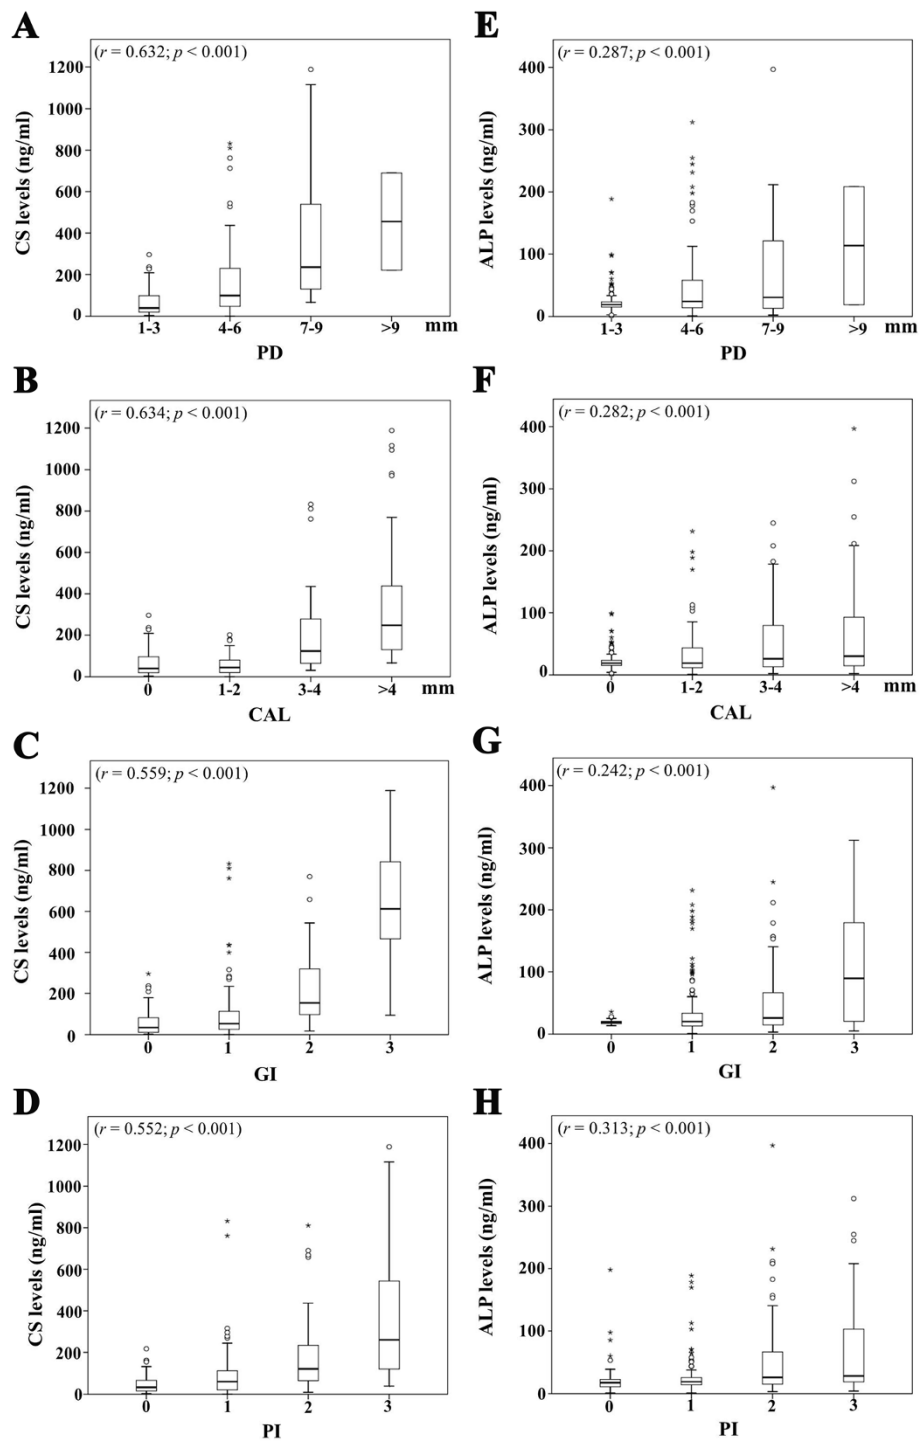 A
(r = 0.632; p < 0.001)
CS levels (ng/ml)
1200
1000
800
600
400
200
0
1-3 4-6 7-9 >9 mm
PD
E
(r = 0.287; p < 0.001)
ALP levels (ng/ml)
400
300
200
100
0
1-3 4-6 7-9 >9 mm
PD
B
(r = 0.634; p < 0.001)
CS levels (ng/ml)
1200
1000
800
600
400
200
0
0 1-2 3-4 >4 mm
CAL
F
(r = 0.282; p < 0.001)
ALP levels (ng/ml)
400
300
200
100
0
0 1-2 3-4 >4 mm
CAL
C
(r = 0.559; p < 0.001)
CS levels (ng/ml)
1200
1000
800
600
400
200
0
0 1 2 3
GI
G
(r = 0.242; p < 0.001)
ALP levels (ng/ml)
400
300
200
100
0
0 1 2 3
GI
D
(r = 0.552; p < 0.001)
CS levels (ng/ml)
1200
1000
800
600
400
200
0
0 1 2 3
PI
H
(r = 0.313; p < 0.001)
ALP levels (ng/ml)
400
300
200
100
0
0 1 2 3
PI